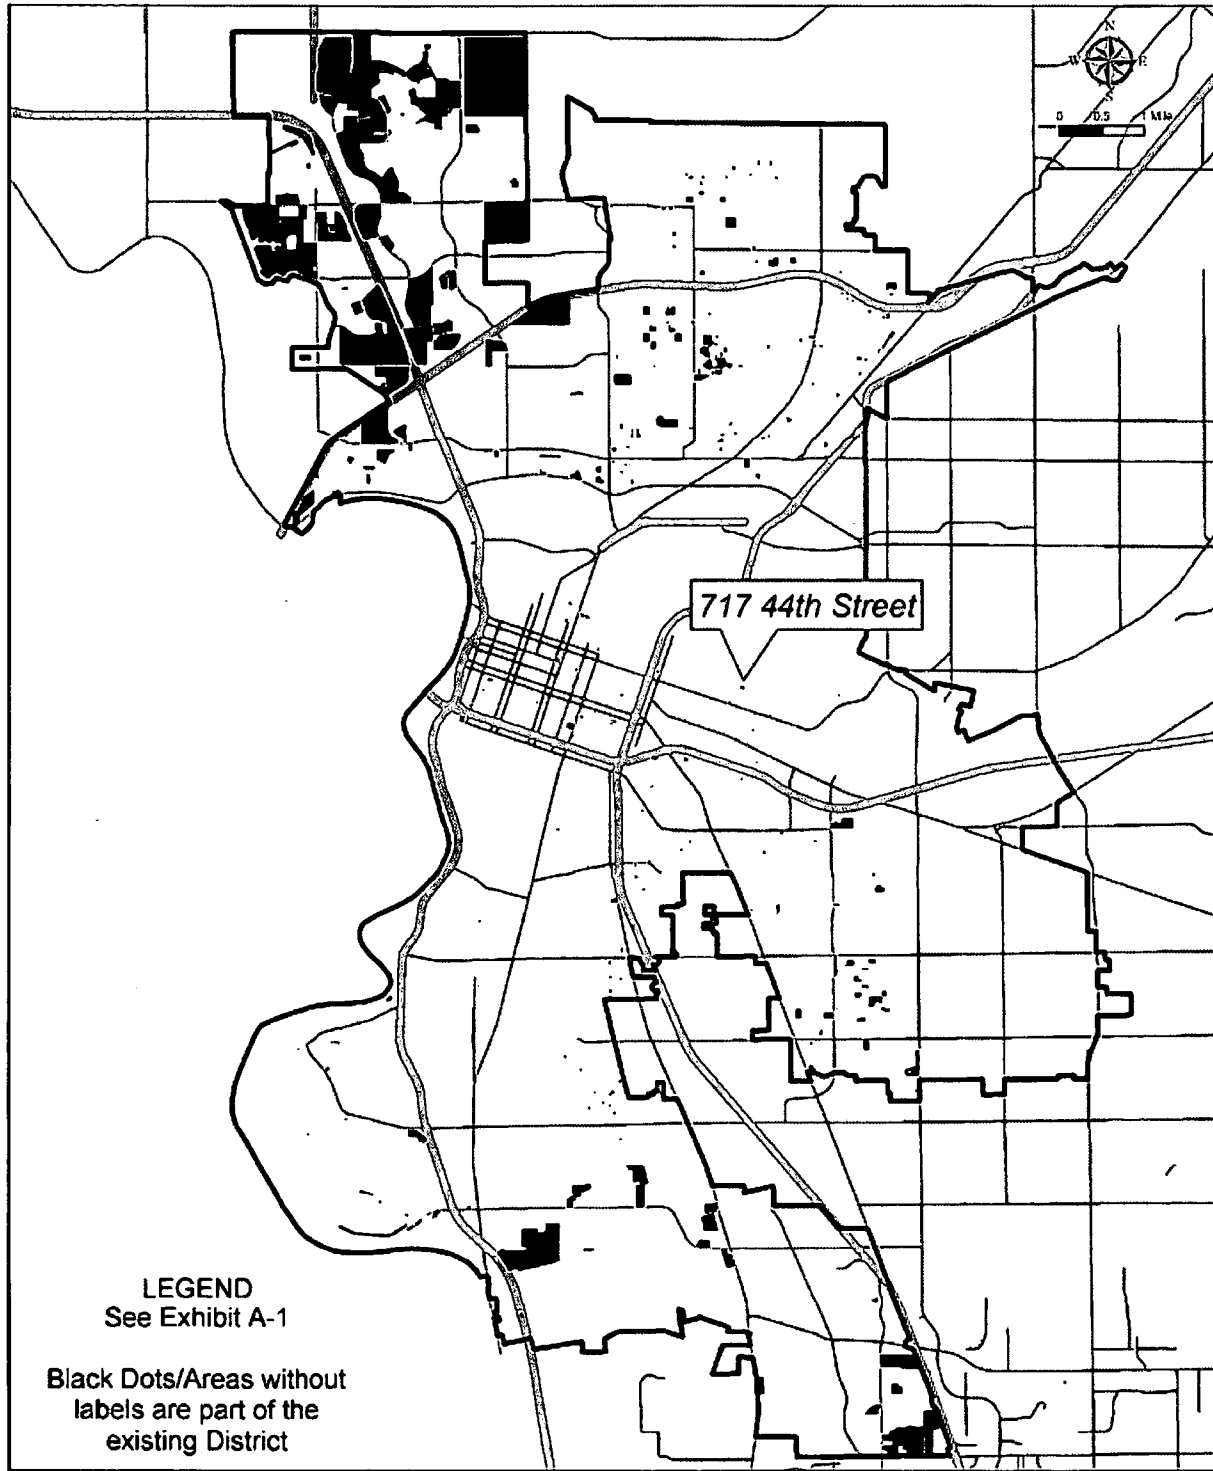 N
W E
S
0 0.5 1 Mile
717 44th Street
LEGEND
See Exhibit A-1
Black Dots/Areas without
labels are part of the
existing District